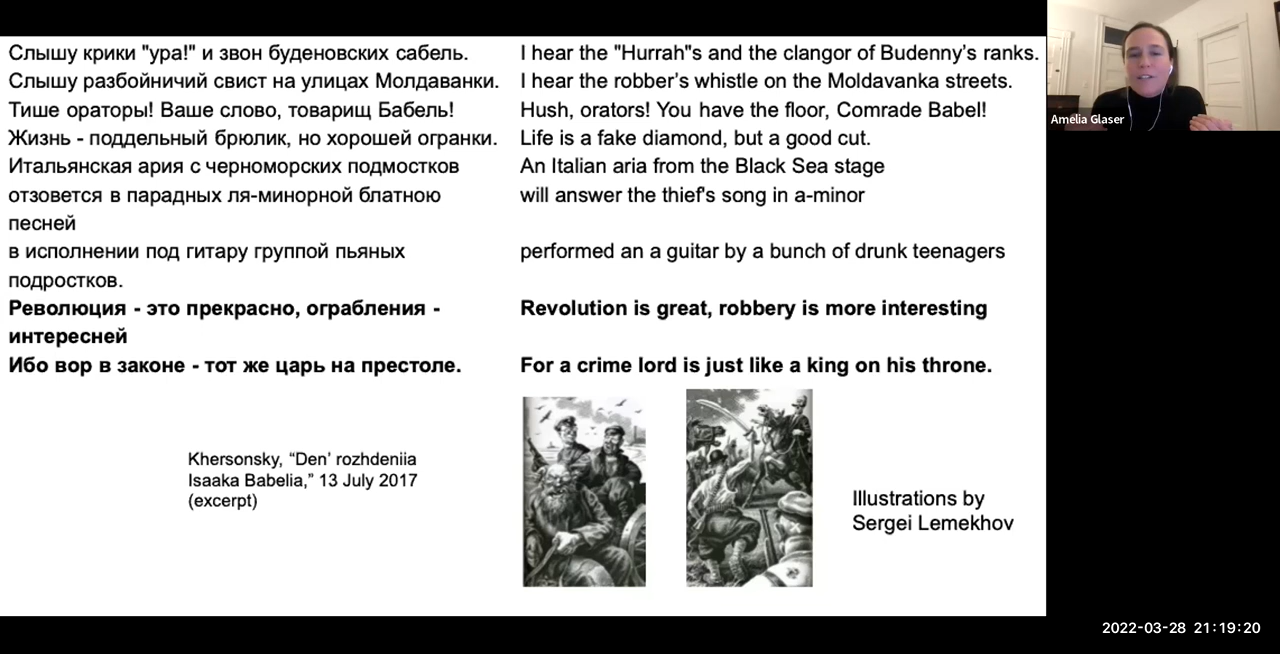 Слышу крики "ура!" и звон буденовских сабель.
Слышу разбойничий свист на улицах Молдаванки.
Тише ораторы! Ваше слово, товарищ Бабель!
Жизнь - поддельный брюлик, но хорошей огранки.
Итальянская ария с черноморских подмостков
отзовется в парадных ля-минорной блатною
песней
в исполнении под гитару группой пьяных
подростков.
Революция - это прекрасно, ограбления -
интересней
Ибо вор в законе - тот же царь на престоле.
I hear the "Hurrah"s and the clangor of Budenny’s ranks.
I hear the robber’s whistle on the Moldavanka streets.
Hush, orators! You have the floor, Comrade Babel!
Life is a fake diamond, but a good cut.
An Italian aria from the Black Sea stage
will answer the thief's song in a-minor
performed an a guitar by a bunch of drunk teenagers
Revolution is great, robbery is more interesting
For a crime lord is just like a king on his throne.
Khersonsky, “Den’ rozhdeniia
Isaaka Babelia,” 13 July 2017
(excerpt)
Illustrations by
Sergei Lemekhov
Amelia Glaser
2022-03-28 21:19:20